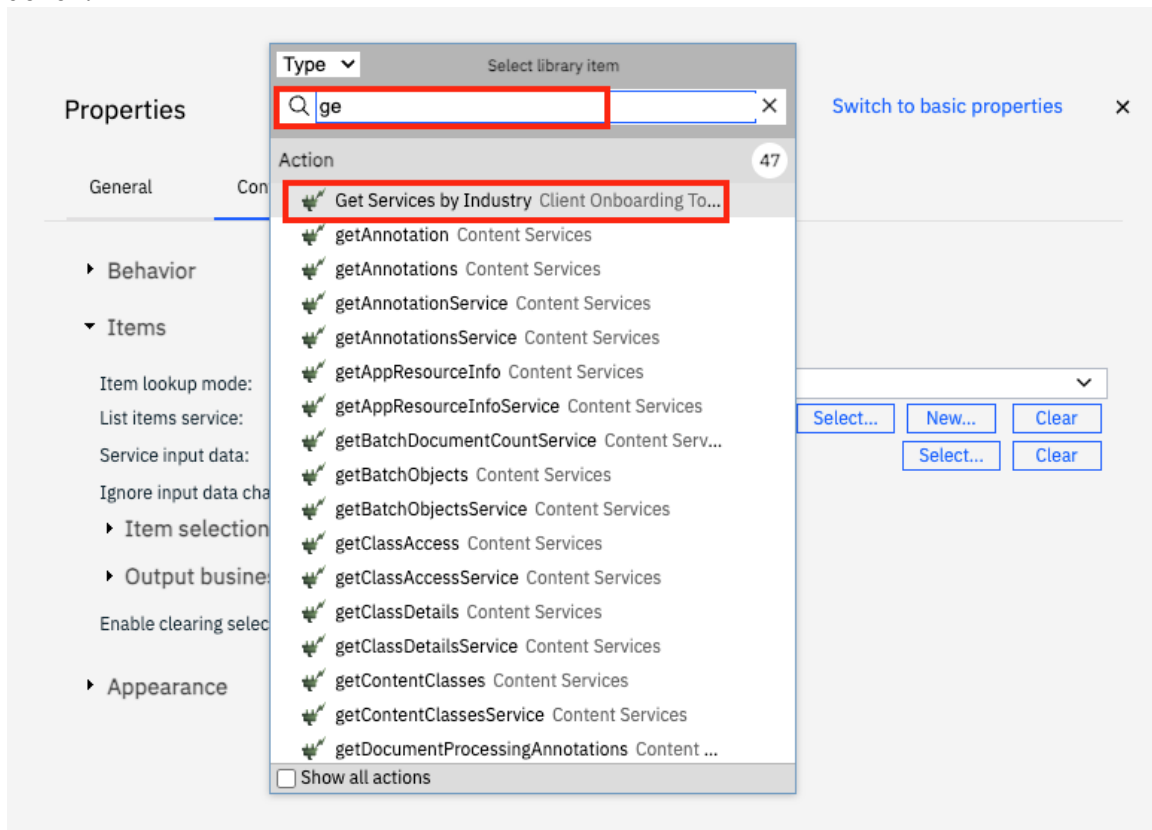 Type
Select library item
Properties
ge
Switch to basic properties
Action
47
General
Con
Get Services by Industry Client Onboarding To...
getAnnotation Content Services
Behavior
getAnnotations Content Services
getAnnotationService Content Services
Items
getAnnotationsService Content Services
getAppResourceInfo Content Services
Item lookup mode:
getAppResourceInfoService Content Services
List items service:
Select...
New...
Clear
getBatchDocumentCountService Content Serv...
Service input data:
Select...
Clear
getBatchObjects Content Services
Ignore input data cha
getBatchObjectsService Content Services
Item selection
getClassAccess Content Services
getClassAccessService Content Services
Output busine
getClassDetails Content Services
Enable clearing selec
getClassDetailsService Content Services
getContentClasses Content Services
Appearance
getContentClassesService Content Services
getDocumentProcessingAnnotations Content ...
Show all actions